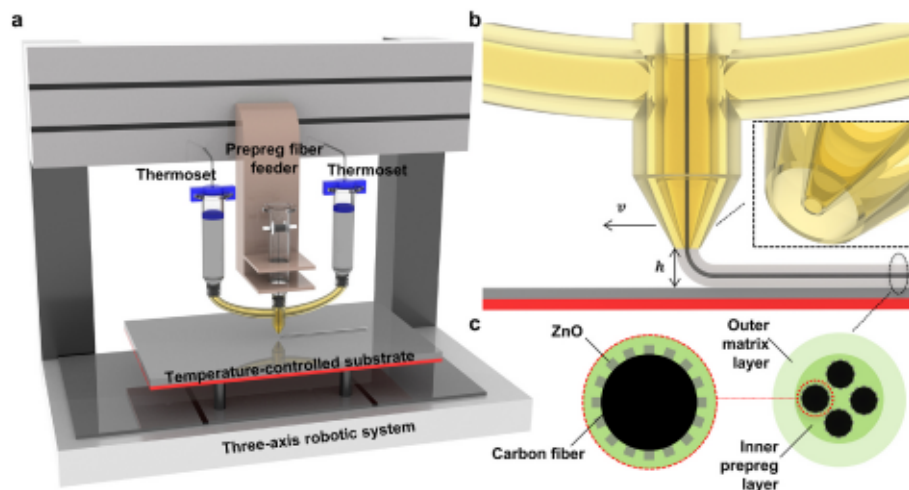 a
Prepreg fiber
feeder
Thermoset
Thermoset
Temperature-controlled substrate
Three-axis robotic system
b
v
h
c
ZnO
Carbon fiber
Outer
matrix
layer
Inner
prepreg
layer